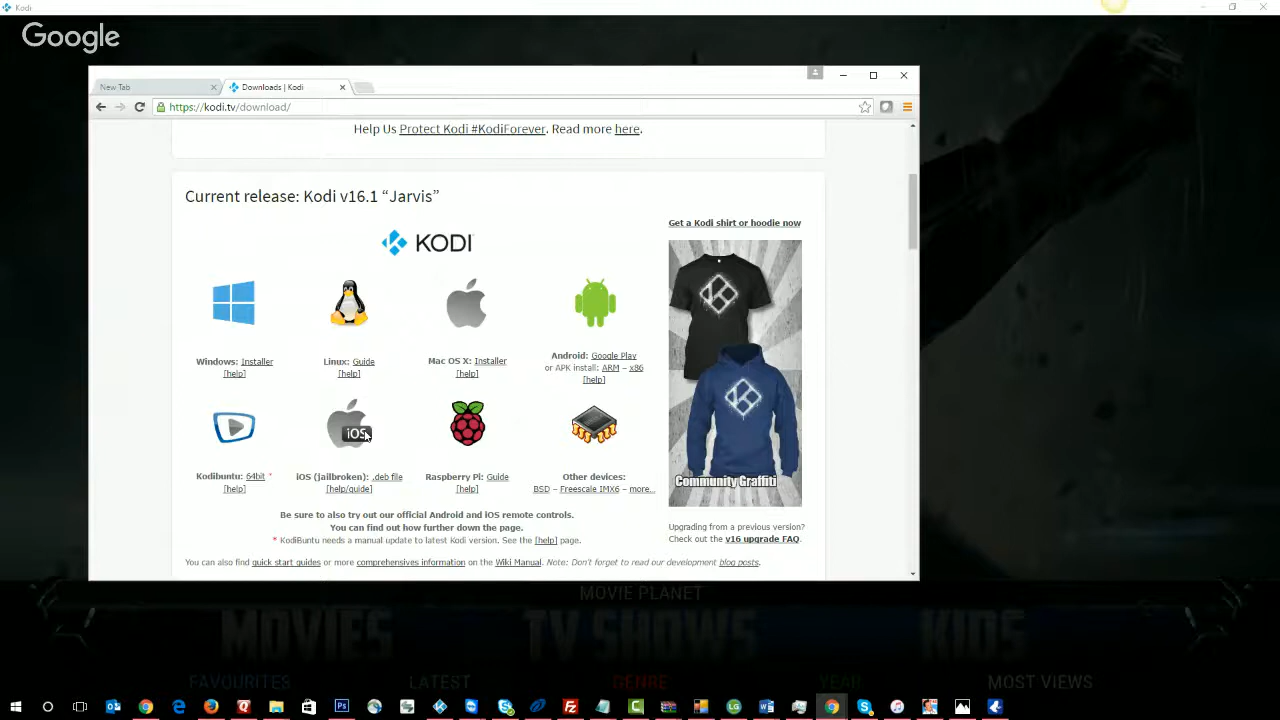 Kodi
Google
New Tab
Downloads | Kodi
https://kodi.tv/download/
Help Us Protect Kodi #KodiForever. Read more here.
Current release: Kodi v16.1 “Jarvis”
KODI
Get a Kodi shirt or hoodie now
Windows: Installer
[help]
Linux: Guide
[help]
Mac OS X: Installer
[help]
Android: Google Play
or APK install: ARM – x86
[help]
iOS
Kodibuntu: 64bit *
[help]
iOS (jailbroken): .deb file
[help/guide]
Raspberry Pi: Guide
[help]
Other devices:
BSD – Freescale IMX6 – more...
Community Graffiti
Be sure to also try out our official Android and iOS remote controls.
You can find out how further down the page.
* KodiBuntu needs a manual update to latest Kodi version. See the [help] page.
Upgrading from a previous version?
Check out the v16 upgrade FAQ.
You can also find quick start guides or more comprehensives information on the Wiki Manual. Note: Don't forget to read our development blog posts.
MOVIE PLANET
MOVIES
TV SHOWS
KIDS
FAVOURITES
LATEST
GENRE
YEAR
MOST VIEWS